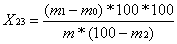 X₂₃ = (m₁ - m₀) * 100 * 100 / m * (100 - m₂)